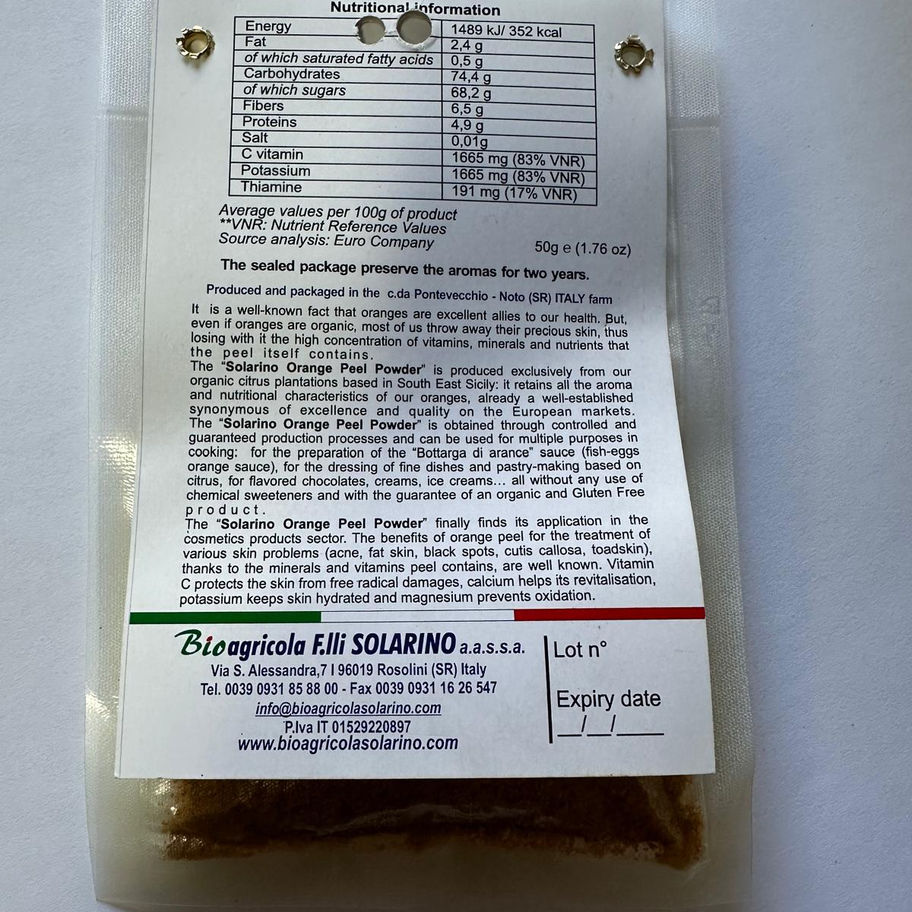 Nutritional information
Energy 1489 kJ/ 352 kcal
Fat 2,4 g
of which saturated fatty acids 0,5 g
Carbohydrates 74,4 g
of which sugars 68,2 g
Fibers 6,5 g
Proteins 4,9 g
Salt 0,01g
C vitamin 1665 mg (83% VNR)
Potassium 1665 mg (83% VNR)
Thiamine 191 mg (17% VNR)
Average values per 100g of product
**VNR: Nutrient Reference Values
Source analysis: Euro Company 50g e (1.76 oz)
The sealed package preserve the aromas for two years.
Produced and packaged in the c.da Pontevecchio - Noto (SR) ITALY farm
It is a well-known fact that oranges are excellent allies to our health. But,
even if oranges are organic, most of us throw away their precious skin, thus
losing with it the high concentration of vitamins, minerals and nutrients that
the peel itself contains.
The "Solarino Orange Peel Powder" is produced exclusively from our
organic citrus plantations based in South East Sicily: it retains all the aroma
and nutritional characteristics of our oranges, already a well-established
synonymous of excellence and quality on the European markets.
The "Solarino Orange Peel Powder" is obtained through controlled and
guaranteed production processes and can be used for multiple purposes in
cooking: for the preparation of the "Bottarga di arance" sauce (fish-eggs
orange sauce), for the dressing of fine dishes and pastry-making based on
citrus, for flavored chocolates, creams, ice creams... all without any use of
chemical sweeteners and with the guarantee of an organic and Gluten Free
product.
The "Solarino Orange Peel Powder" finally finds its application in the
cosmetics products sector. The benefits of orange peel for the treatment of
various skin problems (acne, fat skin, black spots, cutis callosa, toadskin),
thanks to the minerals and vitamins peel contains, are well known. Vitamin
C protects the skin from free radical damages, calcium helps its revitalisation,
potassium keeps skin hydrated and magnesium prevents oxidation.
Bioagricola F.lli SOLARINO a.a.s.s.a.
Via S. Alessandra,7 I 96019 Rosolini (SR) Italy
Tel. 0039 0931 85 88 00 - Fax 0039 0931 16 26 547
info@bioagricolasolarino.com
P.Iva IT 01529220897
www.bioagricolasolarino.com
Lot n°
Expiry date
__/__/____